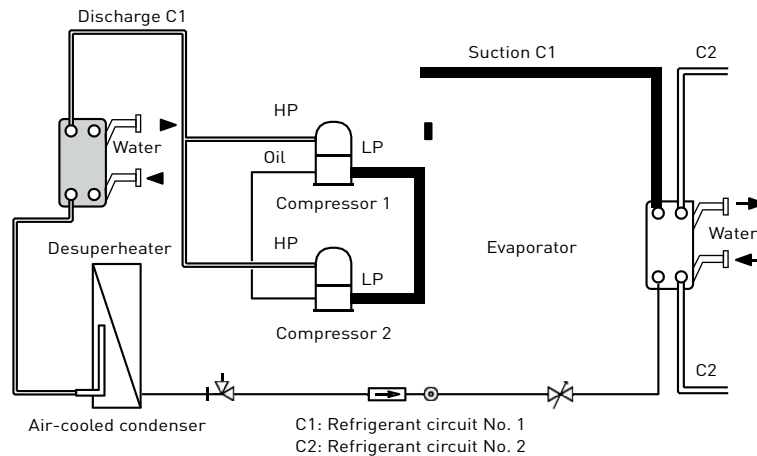 Discharge C1
Suction C1
C2
HP
Water
Oil
LP
Compressor 1
Desuperheater
HP
Evaporator
Water
LP
Compressor 2
C2
Air-cooled condenser
C1: Refrigerant circuit No. 1
C2: Refrigerant circuit No. 2